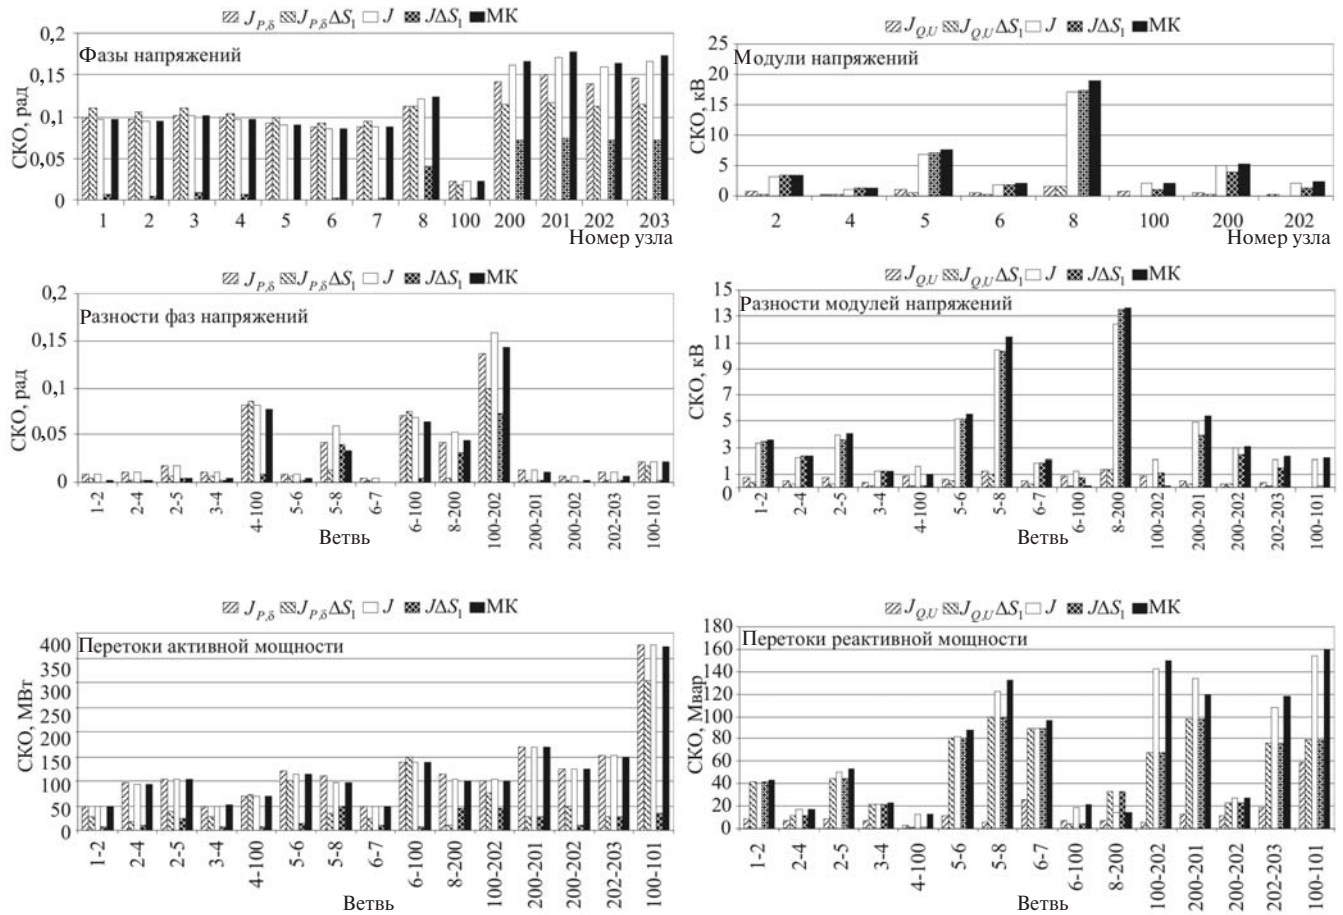 J_{P,δ} J_{P,δ}ΔS_1 J JΔS_1 МК
Фазы напряжений
СКО, рад
0,2
0,15
0,1
0,05
0
1 2 3 4 5 6 7 8 100 200 201 202 203
Номер узла
J_{Q,U} J_{Q,U}ΔS_1 J JΔS_1 МК
Модули напряжений
СКО, кВ
25
20
15
10
5
0
2 4 5 6 8 100 200 202
Номер узла
J_{P,δ} J_{P,δ}ΔS_1 J JΔS_1 МК
Разности фаз напряжений
СКО, рад
0,2
0,15
0,1
0,05
0
1-2 2-4 2-5 3-4 4-100 5-6 5-8 6-7 6-100 8-200 100-202 200-201 200-202 202-203 100-101
Ветвь
J_{Q,U} J_{Q,U}ΔS_1 J JΔS_1 МК
Разности модулей напряжений
СКО, кВ
15
13
11
9
7
5
3
1
0
1-2 2-4 2-5 3-4 4-100 5-6 5-8 6-7 6-100 8-200 100-202 200-201 200-202 202-203 100-101
Ветвь
J_{P,δ} J_{P,δ}ΔS_1 J JΔS_1 МК
Перетоки активной мощности
СКО, МВт
400
350
300
250
200
150
100
50
0
1-2 2-4 2-5 3-4 4-100 5-6 5-8 6-7 6-100 8-200 100-202 200-201 200-202 202-203 100-101
Ветвь
J_{Q,U} J_{Q,U}ΔS_1 J JΔS_1 МК
Перетоки реактивной мощности
СКО, Мвар
180
160
140
120
100
80
60
40
20
0
1-2 2-4 2-5 3-4 4-100 5-6 5-8 6-7 6-100 8-200 100-202 200-201 200-202 202-203 100-101
Ветвь